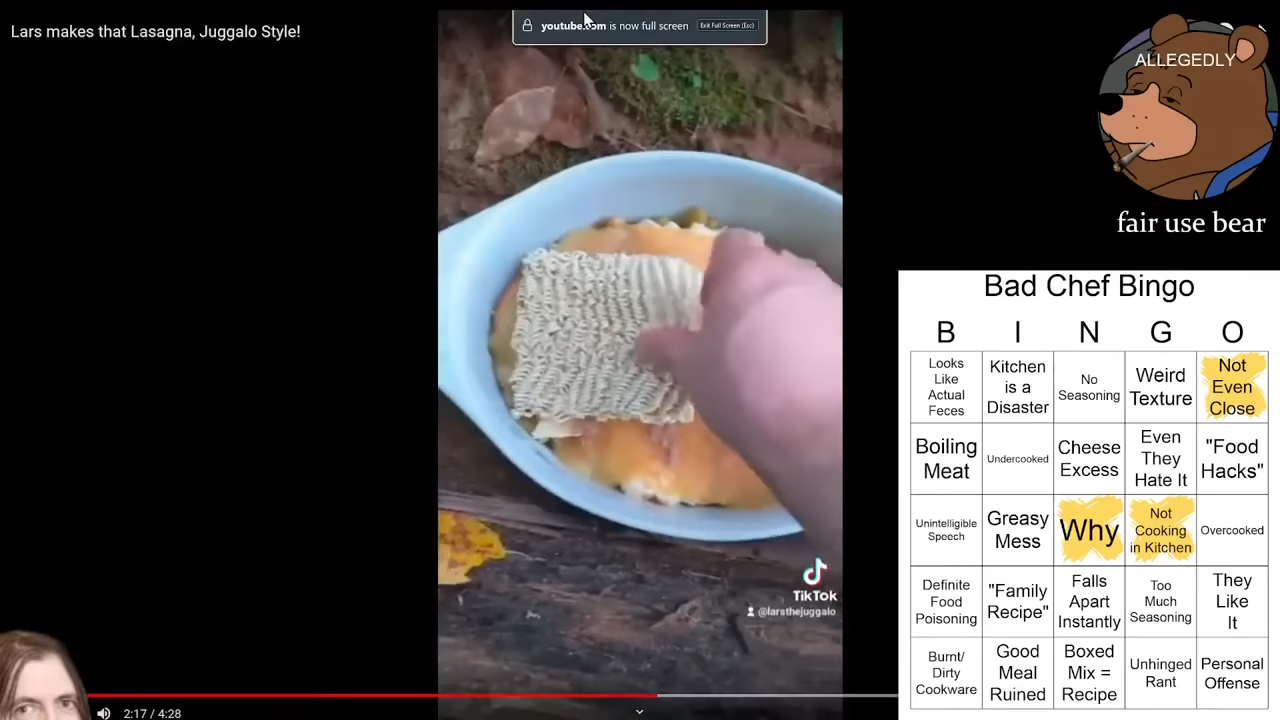 Lars makes that Lasagna, Juggalo Style!
youtube.com is now full screen
Exit Full Screen (Esc)
ALLEGEDLY
fair use bear
Bad Chef Bingo
B I N G O
Looks
Like
Actual
Feces
Kitchen
is a
Disaster
No
Seasoning
Weird
Texture
Not
Even
Close
Boiling
Meat
Undercooked
Cheese
Excess
Even
They
Hate It
"Food
Hacks"
Unintelligible
Speech
Greasy
Mess
Why
Not
Cooking
in Kitchen
Overcooked
Definite
Food
Poisoning
"Family
Recipe"
Falls
Apart
Instantly
Too
Much
Seasoning
They
Like
It
Burnt/
Dirty
Cookware
Good
Meal
Ruined
Boxed
Mix =
Recipe
Unhinged
Rant
Personal
Offense
TikTok
@larsthejuggalo
2:17 / 4:28